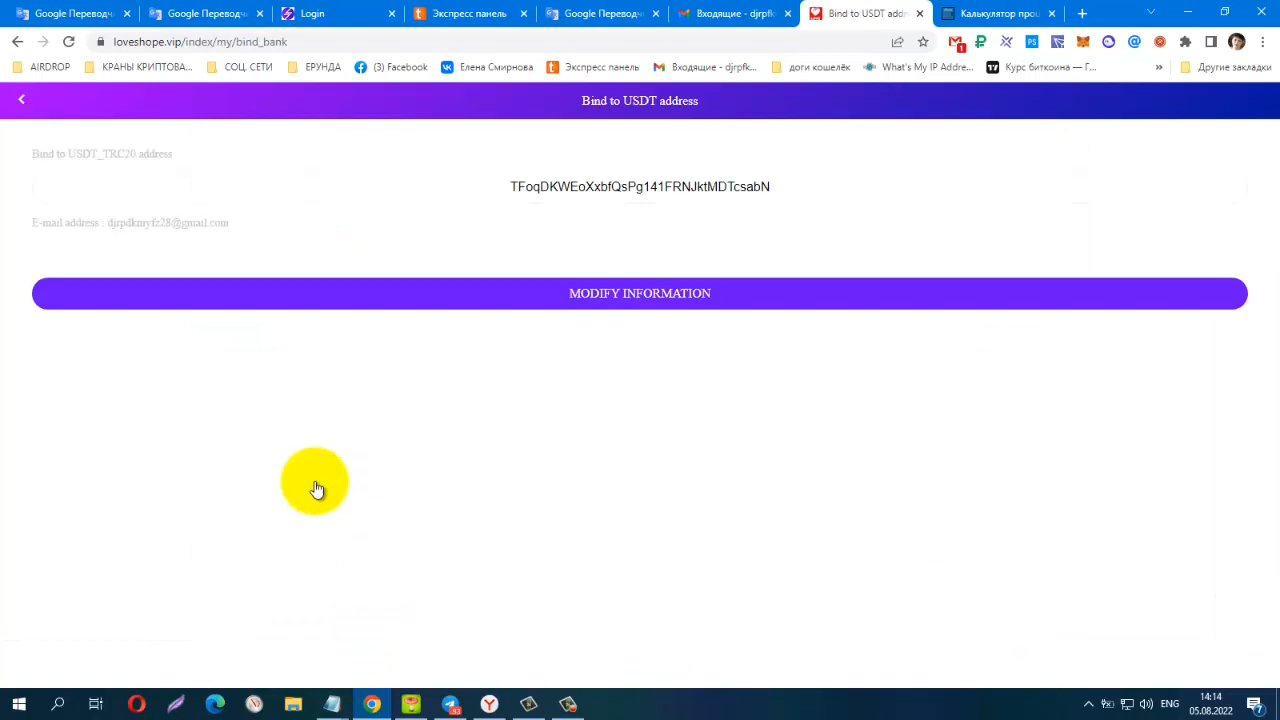 Google Переводч
Google Переводч
Login
Экспресс панель
Google Переводч
Входящие - djrpfk
Bind to USDT addr
Калькулятор про
loveshope.vip/index/my/bind_bank
AIRDROP
КРАНЫ КРИПТОВА...
СОЦ. СЕТИ
ЕРУНДА
(3) Facebook
Елена Смирнова
Экспресс панель
Входящие - djrpfk...
доги кошелёк
What's My IP Addre...
Курс биткоина — Г...
»
Другие закладки
Bind to USDT address
Bind to USDT_TRC20 address
TFoqDKWEoXxbfQsPg141FRNJktMDTcsabN
E-mail address : djrpdkmyfz28@gmail.com
MODIFY INFORMATION
ENG
14:14
05.08.2022